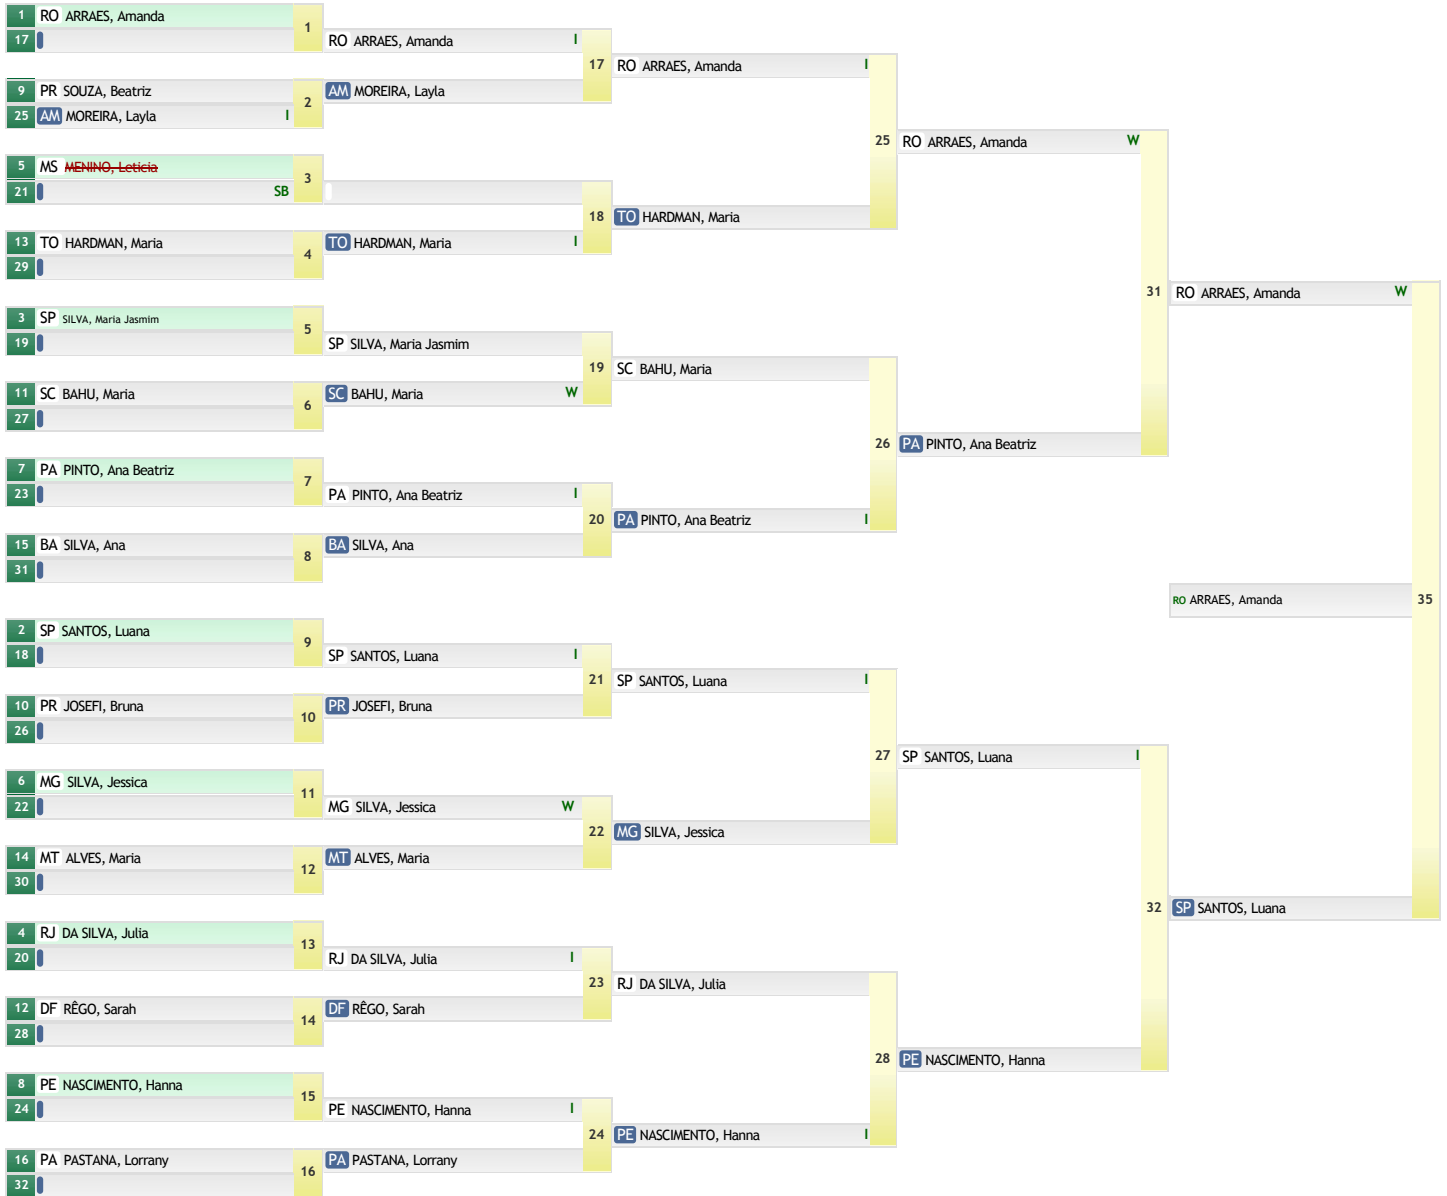 1 RO ARRAES, Amanda
17
1
RO ARRAES, Amanda I
9 PR SOUZA, Beatriz
25 AM MOREIRA, Layla I
2
AM MOREIRA, Layla
17
RO ARRAES, Amanda I
5 MS MENINO, Leticia
21 SB
3
13 TO HARDMAN, Maria
29
4
TO HARDMAN, Maria I
18
TO HARDMAN, Maria
25
RO ARRAES, Amanda W
3 SP SILVA, Maria Jasmim
19
5
SP SILVA, Maria Jasmim
11 SC BAHU, Maria
27
6
SC BAHU, Maria W
19
SC BAHU, Maria
7 PA PINTO, Ana Beatriz
23
7
PA PINTO, Ana Beatriz I
15 BA SILVA, Ana
31
8
BA SILVA, Ana
20
PA PINTO, Ana Beatriz I
26
PA PINTO, Ana Beatriz
31
RO ARRAES, Amanda W
2 SP SANTOS, Luana
18
9
SP SANTOS, Luana I
10 PR JOSEFI, Bruna
26
10
PR JOSEFI, Bruna
21
SP SANTOS, Luana I
6 MG SILVA, Jessica
22
11
MG SILVA, Jessica W
14 MT ALVES, Maria
30
12
MT ALVES, Maria
22
MG SILVA, Jessica
27
SP SANTOS, Luana I
4 RJ DA SILVA, Julia
20
13
RJ DA SILVA, Julia I
12 DF RÊGO, Sarah
28
14
DF RÊGO, Sarah
23
RJ DA SILVA, Julia
8 PE NASCIMENTO, Hanna
24
15
PE NASCIMENTO, Hanna I
16 PA PASTANA, Lorrany
32
16
PA PASTANA, Lorrany
24
PE NASCIMENTO, Hanna I
28
PE NASCIMENTO, Hanna
32
SP SANTOS, Luana
35
RO ARRAES, Amanda